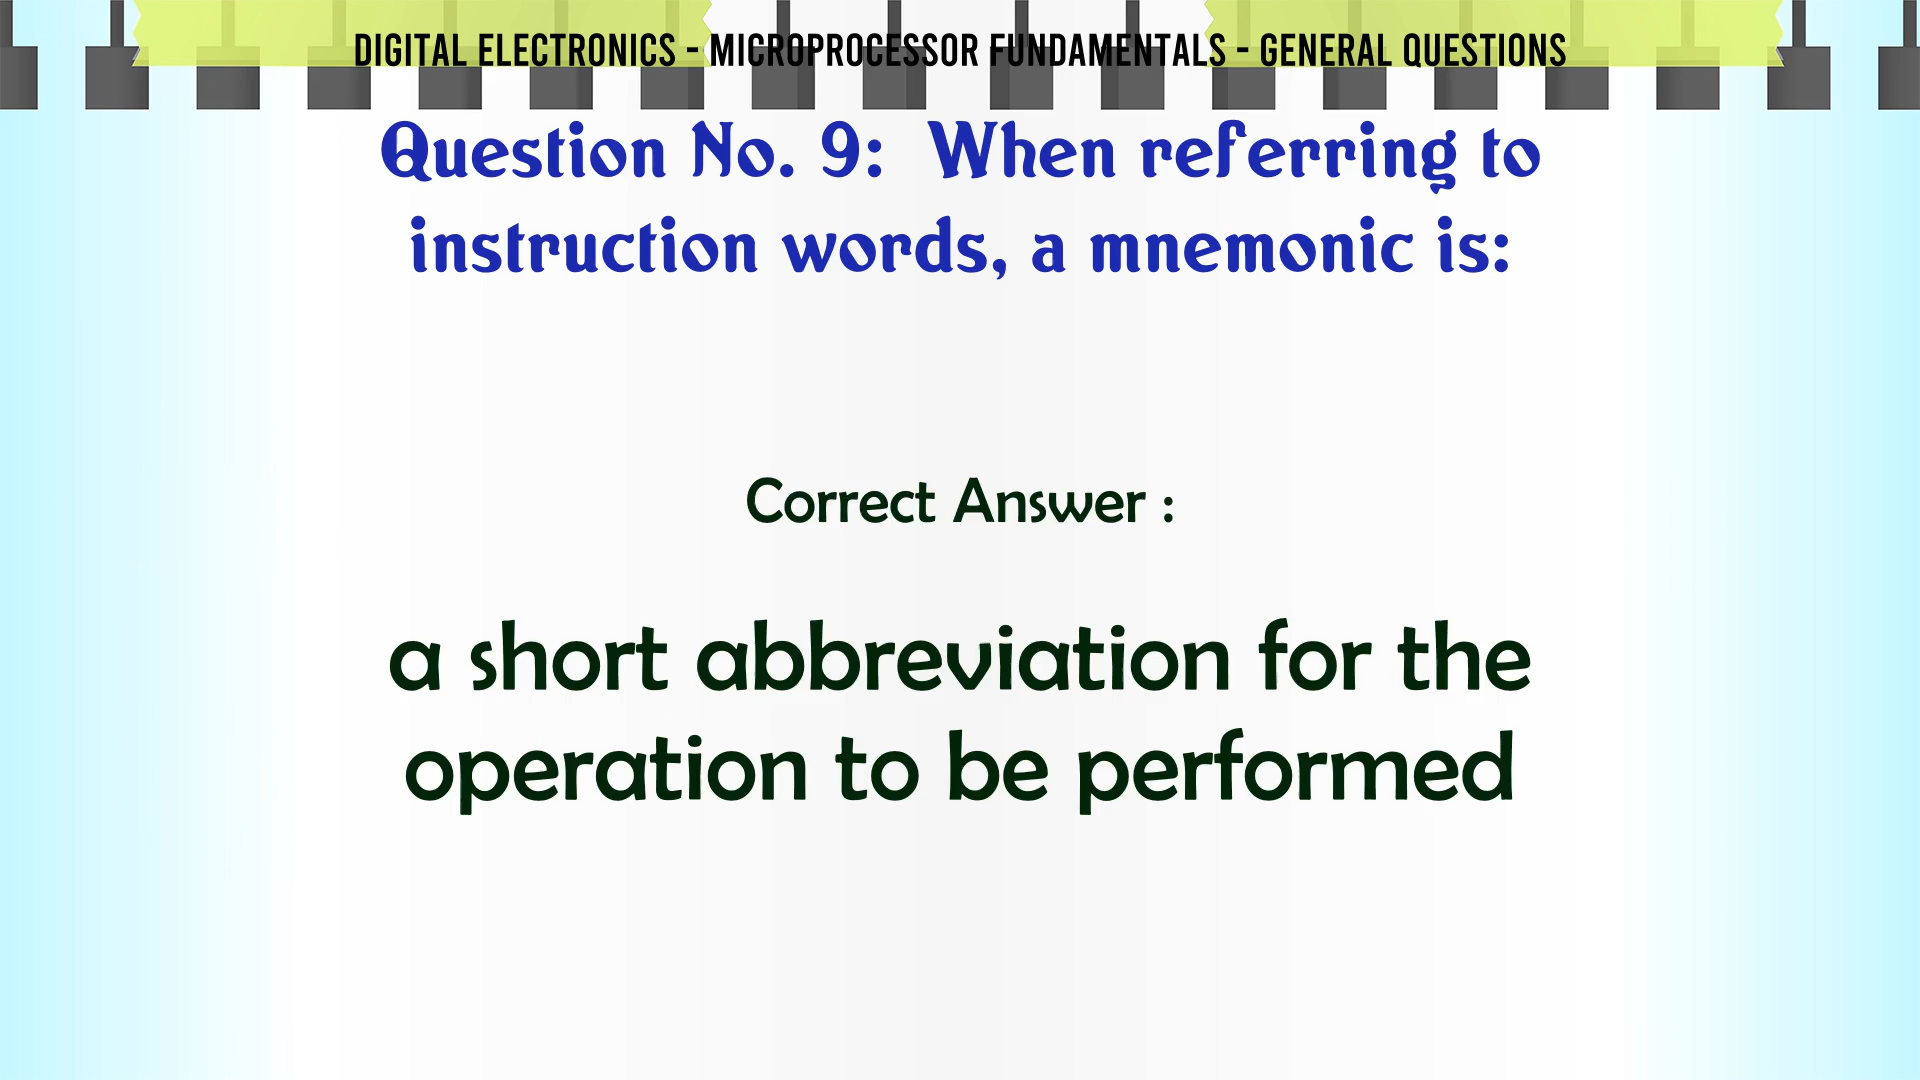 DIGITAL ELECTRONICS - MICROPROCESSOR FUNDAMENTALS - GENERAL QUESTIONS
Question No. 9:  When referring to
instruction words, a mnemonic is:
Correct Answer :
a short abbreviation for the
operation to be performed